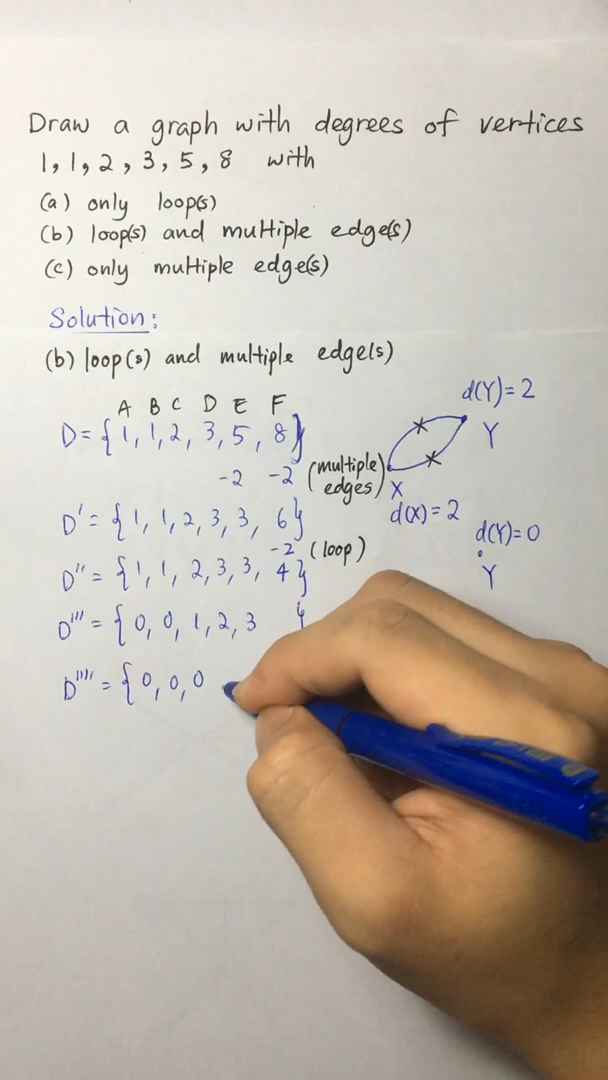 Draw a graph with degrees of vertices
1, 1, 2, 3, 5, 8 with
(a) only loop(s)
(b) loop(s) and multiple edge(s)
(c) only multiple edge(s)
Solution:
(b) loop(s) and multiple edge(s)
A B C D E F
D = {1, 1, 2, 3, 5, 8}
-2 -2 (multiple edges)
d(Y)=2
Y
X
d(X)=2
D' = {1, 1, 2, 3, 3, 6}
-2 (loop)
d(Y)=0
Y
D'' = {1, 1, 2, 3, 3, 4}
D''' = {0, 0, 1, 2, 3 }
D'''' = {0, 0, 0